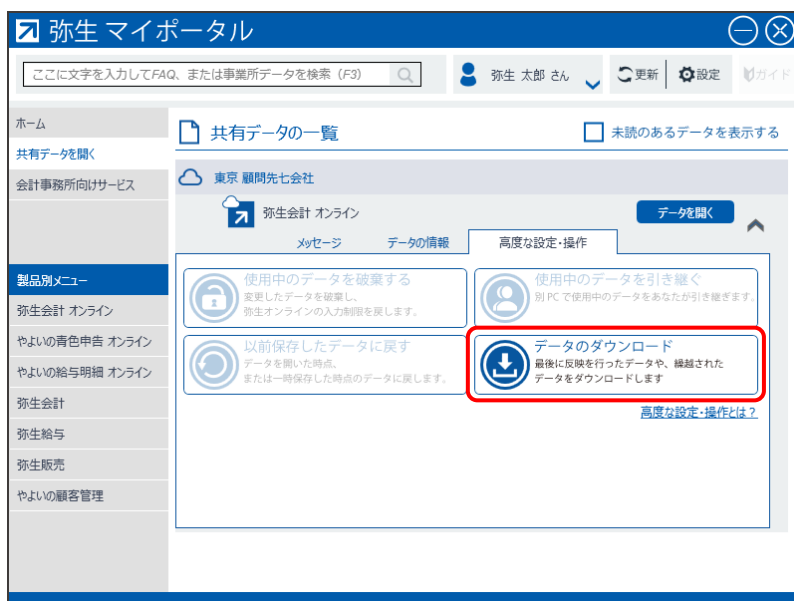 弥生 マイポータル
ここに文字を入力してFAQ、または事業所データを検索 (F3)
弥生 太郎 さん
更新
設定
ガイド
ホーム
共有データを開く
会計事務所向けサービス
製品別メニュー
弥生会計 オンライン
やよいの青色申告 オンライン
やよいの給与明細 オンライン
弥生会計
弥生給与
弥生販売
やよいの顧客管理
共有データの一覧
未読のあるデータを表示する
東京 顧問先七会社
弥生会計 オンライン
データを開く
メッセージ
データの情報
高度な設定・操作
使用中のデータを破棄する
変更したデータを破棄し、
弥生オンラインの入力制限を戻します。
使用中のデータを引き継ぐ
別 PC で使用中のデータをあなたが引き継ぎます。
以前保存したデータに戻す
データを開いた時点、
または一時保存した時点のデータに戻します。
データのダウンロード
最後に反映を行ったデータや、繰越された
データをダウンロードします
高度な設定・操作とは？